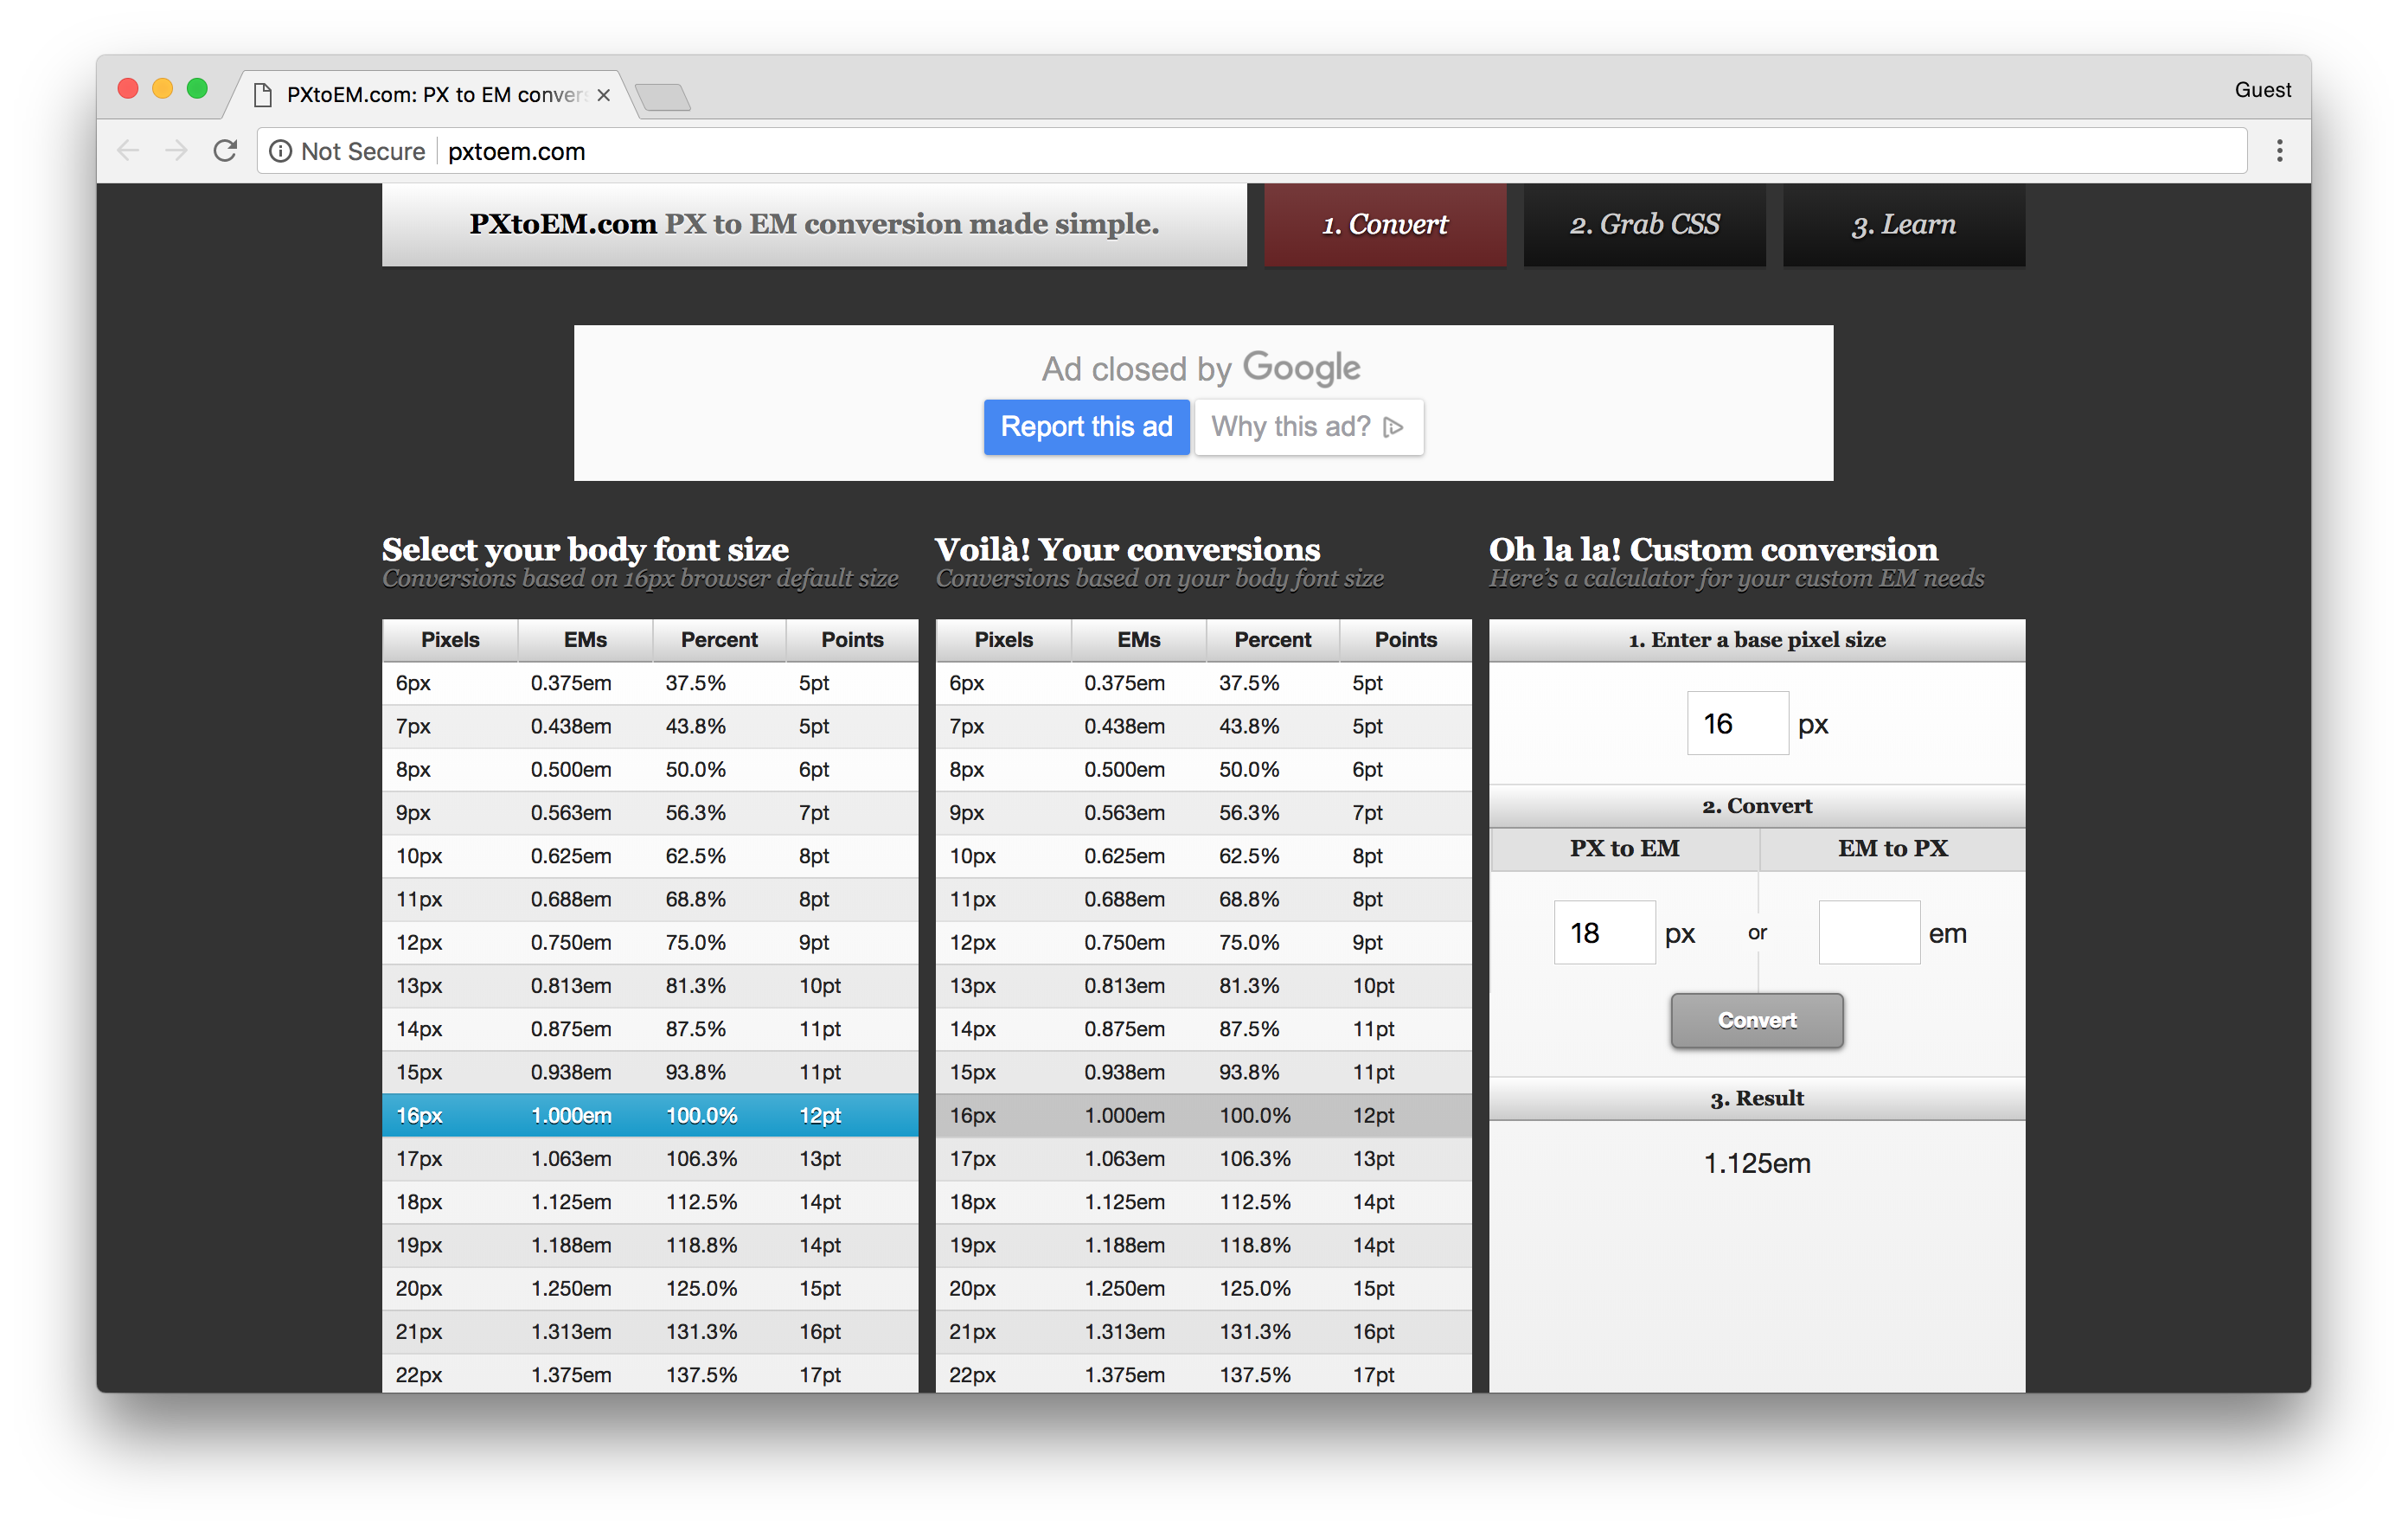 PXtoEM.com: PX to EM conver
Guest
Not Secure
pxtoem.com
PXtoEM.com PX to EM conversion made simple.
1. Convert
2. Grab CSS
3. Learn
Ad closed by Google
Report this ad
Why this ad?
Select your body font size
Conversions based on 16px browser default size
Pixels EMs Percent Points
6px 0.375em 37.5% 5pt
7px 0.438em 43.8% 5pt
8px 0.500em 50.0% 6pt
9px 0.563em 56.3% 7pt
10px 0.625em 62.5% 8pt
11px 0.688em 68.8% 8pt
12px 0.750em 75.0% 9pt
13px 0.813em 81.3% 10pt
14px 0.875em 87.5% 11pt
15px 0.938em 93.8% 11pt
16px 1.000em 100.0% 12pt
17px 1.063em 106.3% 13pt
18px 1.125em 112.5% 14pt
19px 1.188em 118.8% 14pt
20px 1.250em 125.0% 15pt
21px 1.313em 131.3% 16pt
22px 1.375em 137.5% 17pt
Voilà! Your conversions
Conversions based on your body font size
Pixels EMs Percent Points
6px 0.375em 37.5% 5pt
7px 0.438em 43.8% 5pt
8px 0.500em 50.0% 6pt
9px 0.563em 56.3% 7pt
10px 0.625em 62.5% 8pt
11px 0.688em 68.8% 8pt
12px 0.750em 75.0% 9pt
13px 0.813em 81.3% 10pt
14px 0.875em 87.5% 11pt
15px 0.938em 93.8% 11pt
16px 1.000em 100.0% 12pt
17px 1.063em 106.3% 13pt
18px 1.125em 112.5% 14pt
19px 1.188em 118.8% 14pt
20px 1.250em 125.0% 15pt
21px 1.313em 131.3% 16pt
22px 1.375em 137.5% 17pt
Oh la la! Custom conversion
Here's a calculator for your custom EM needs
1. Enter a base pixel size
16 px
2. Convert
PX to EM EM to PX
18 px or em
Convert
3. Result
1.125em